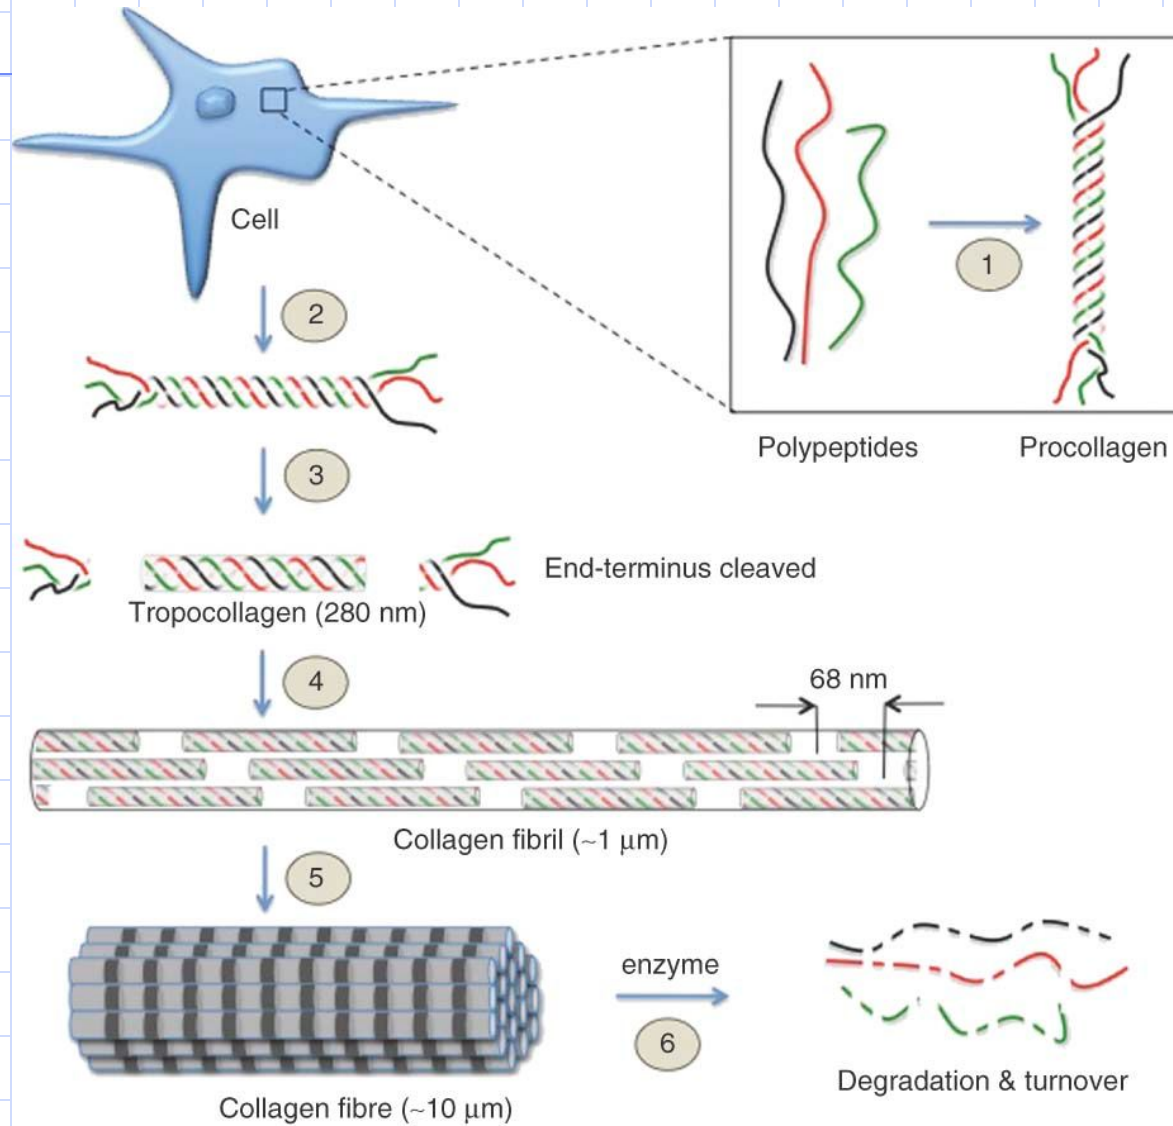 Cell
1
2
Polypeptides
Procollagen
3
End-terminus cleaved
Tropocollagen (280 nm)
4
68 nm
Collagen fibril (~1 μm)
5
enzyme
6
Degradation & turnover
Collagen fibre (~10 μm)